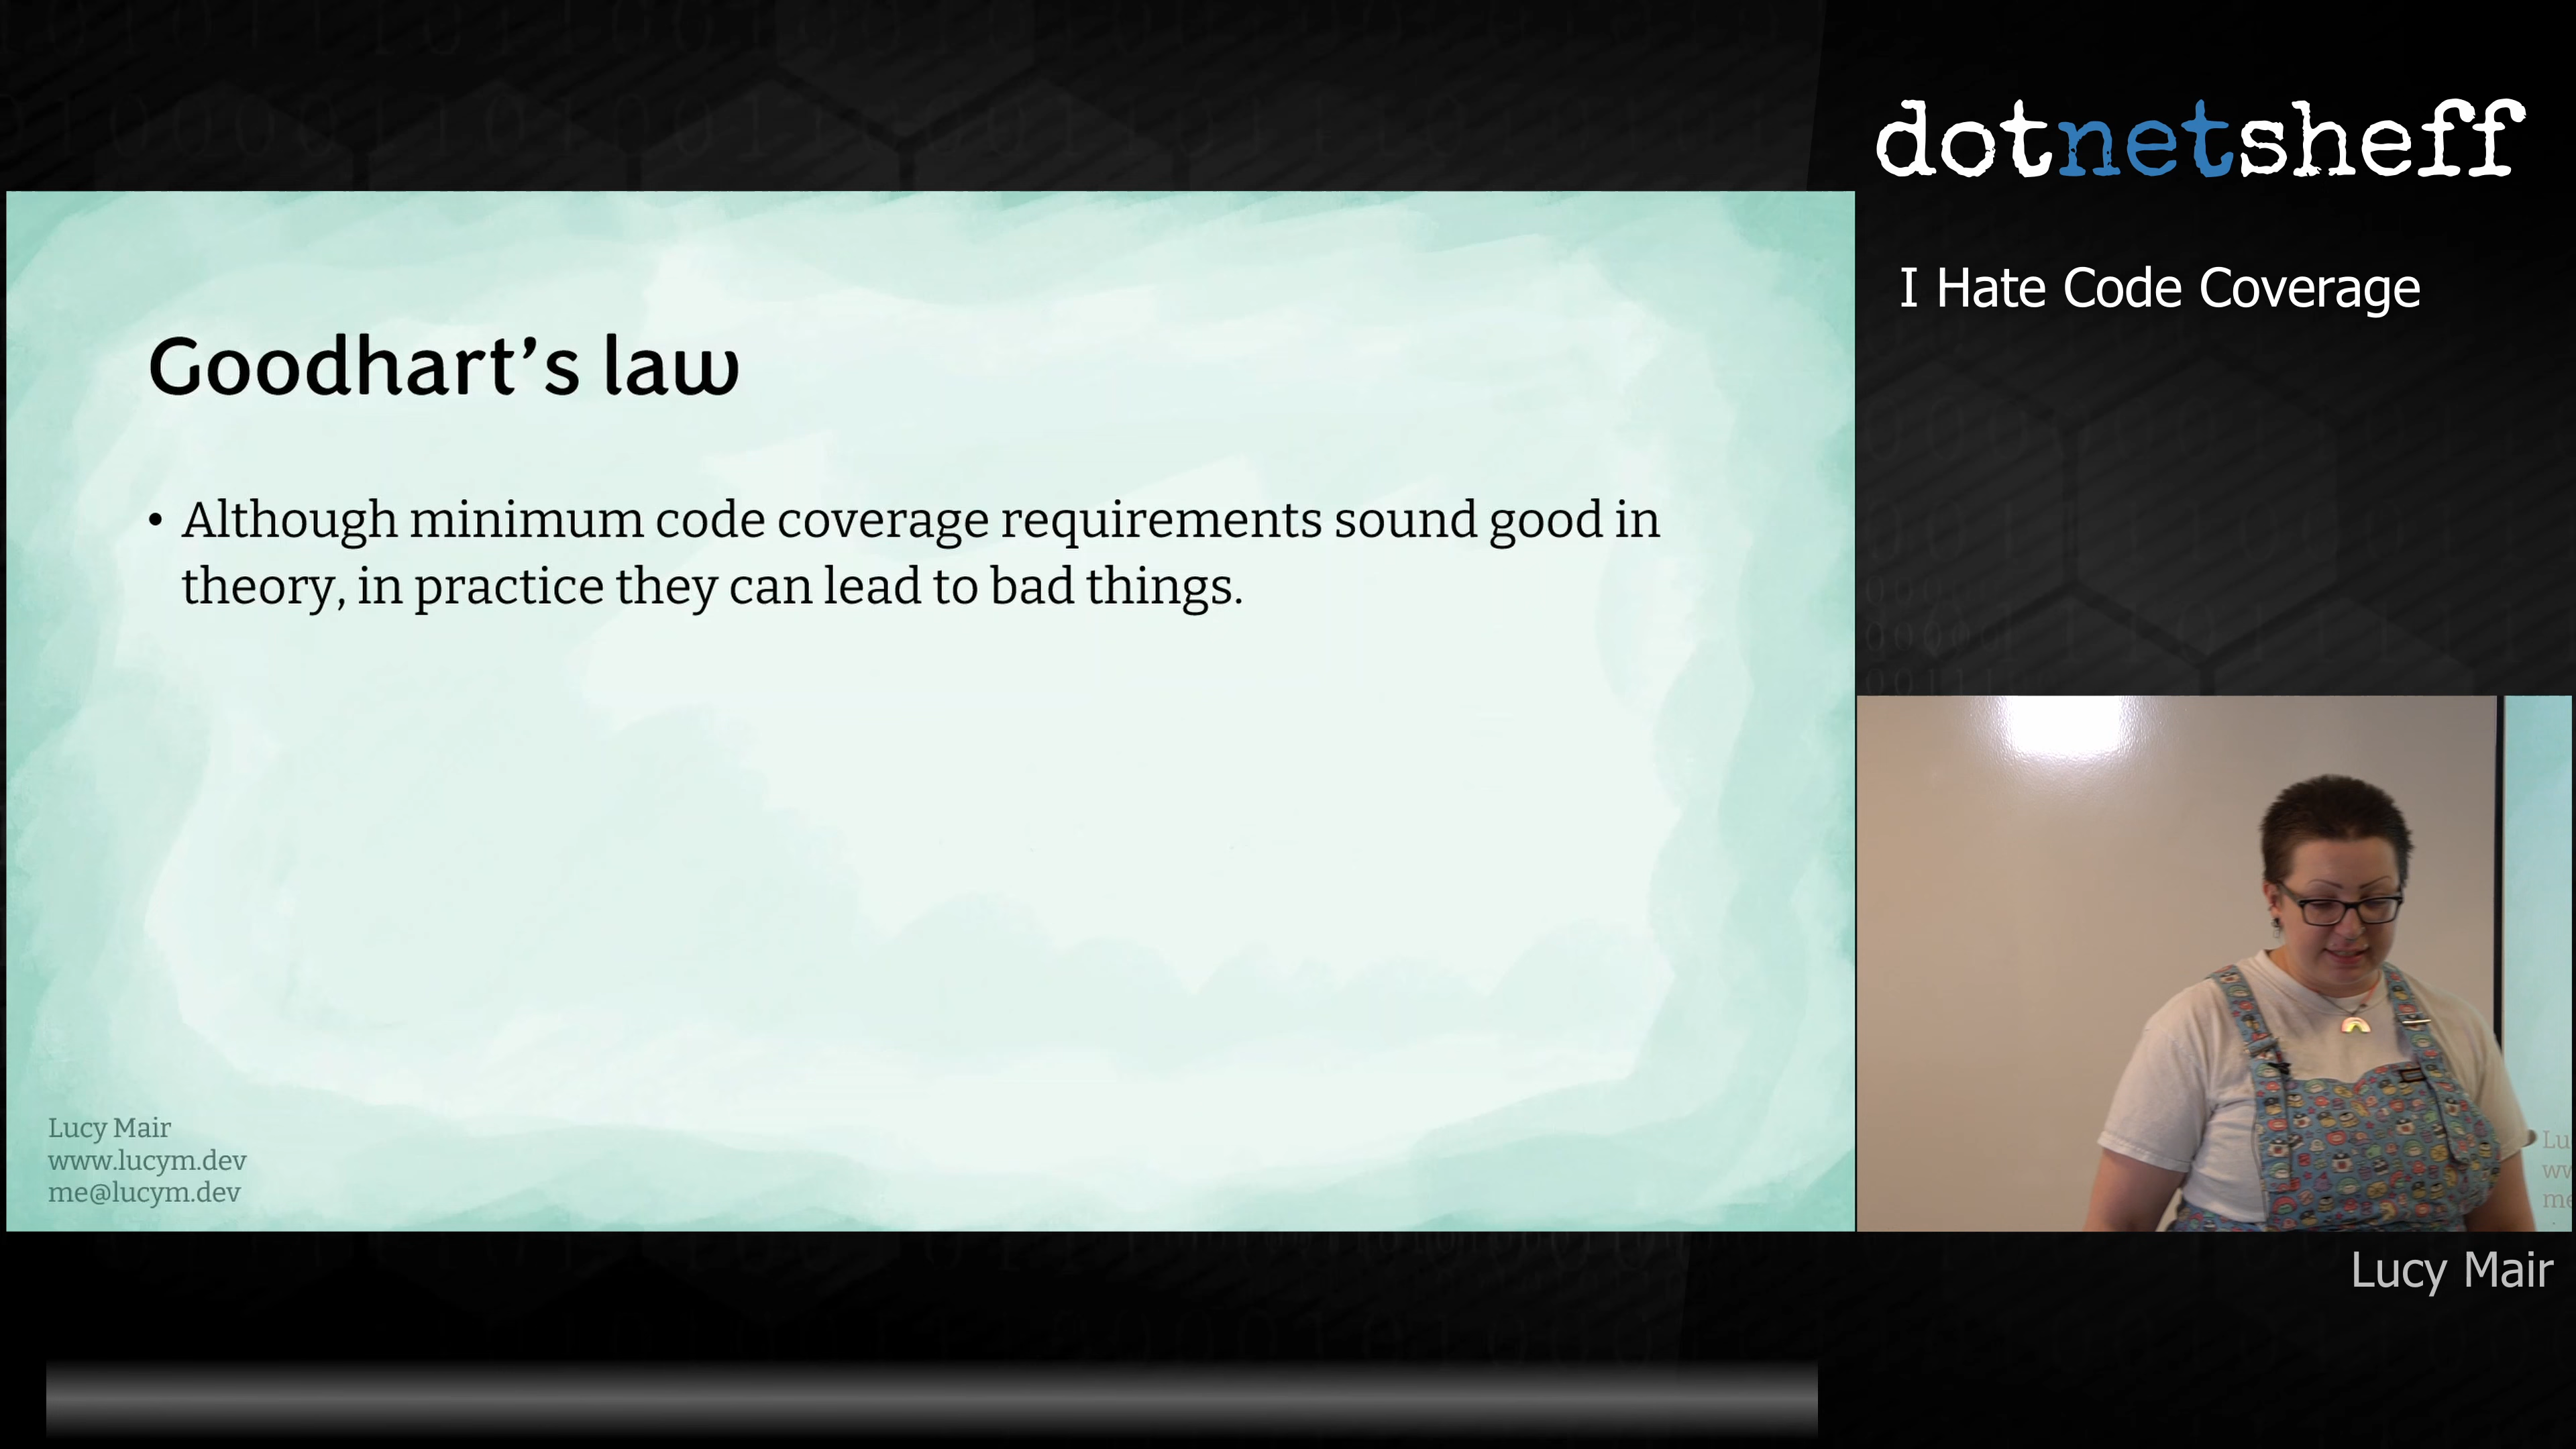 dotnetsheff
I Hate Code Coverage
Goodhart’s law
• Although minimum code coverage requirements sound good in
theory, in practice they can lead to bad things.
Lucy Mair
www.lucym.dev
me@lucym.dev
Lucy Mair